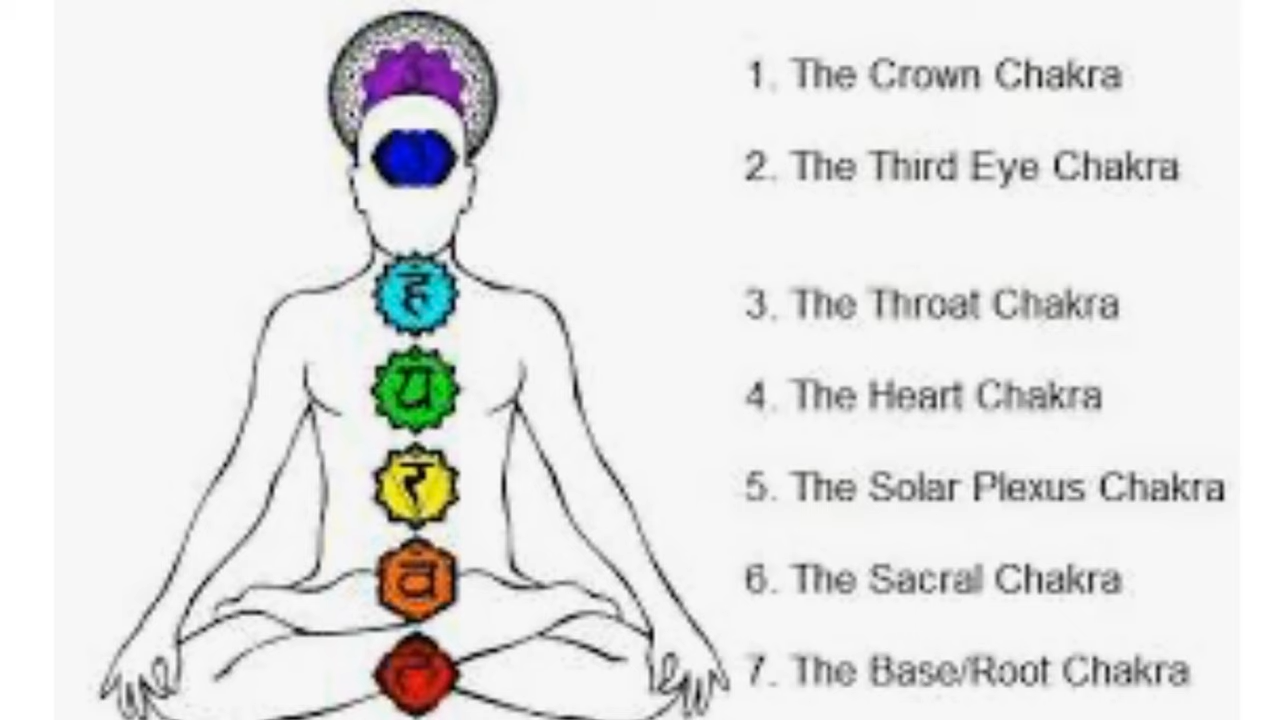 1. The Crown Chakra
2. The Third Eye Chakra
हं
3. The Throat Chakra
यं
4. The Heart Chakra
रं
5. The Solar Plexus Chakra
वं
6. The Sacral Chakra
7. The Base/Root Chakra